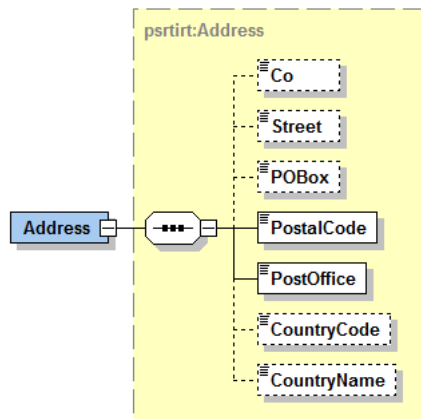 psrtirt:Address
Co
Street
POBox
Address
PostalCode
PostOffice
CountryCode
CountryName